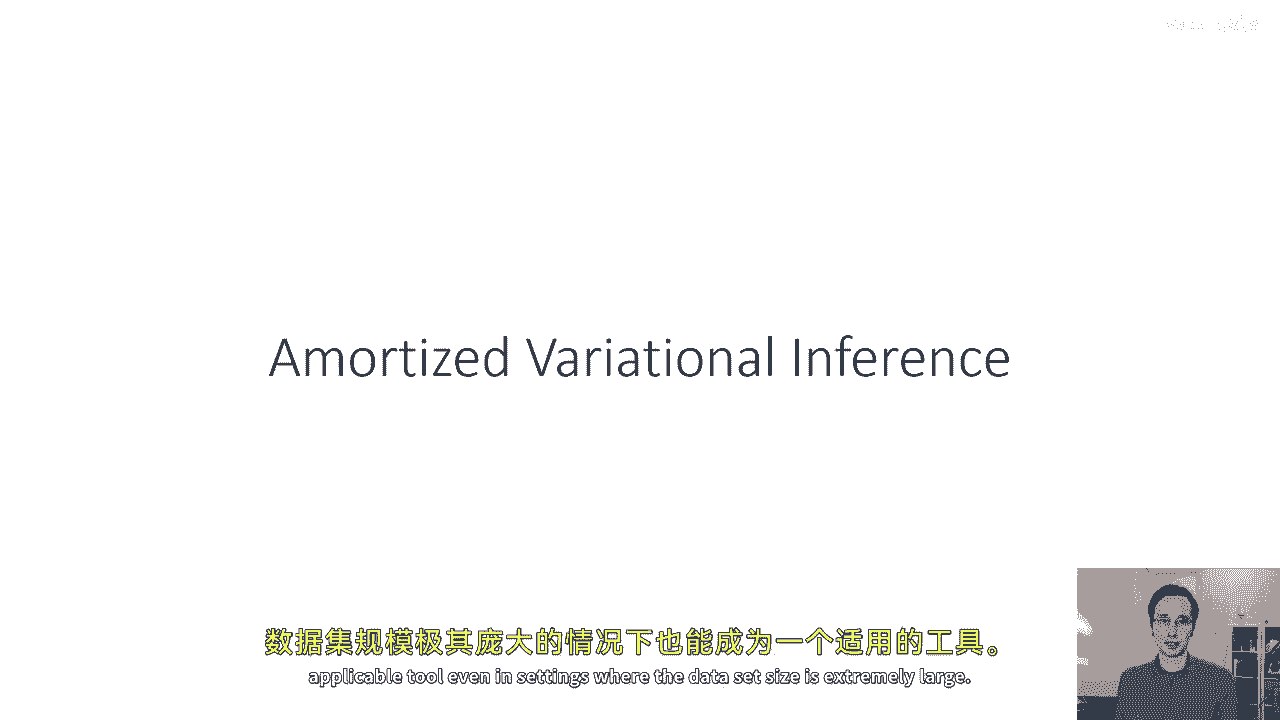 Amortized Variational Inference
数据集规模极其庞大的情况下也能成为一个适用的工具。
applicable tool even in settings where the data set size is extremely large.